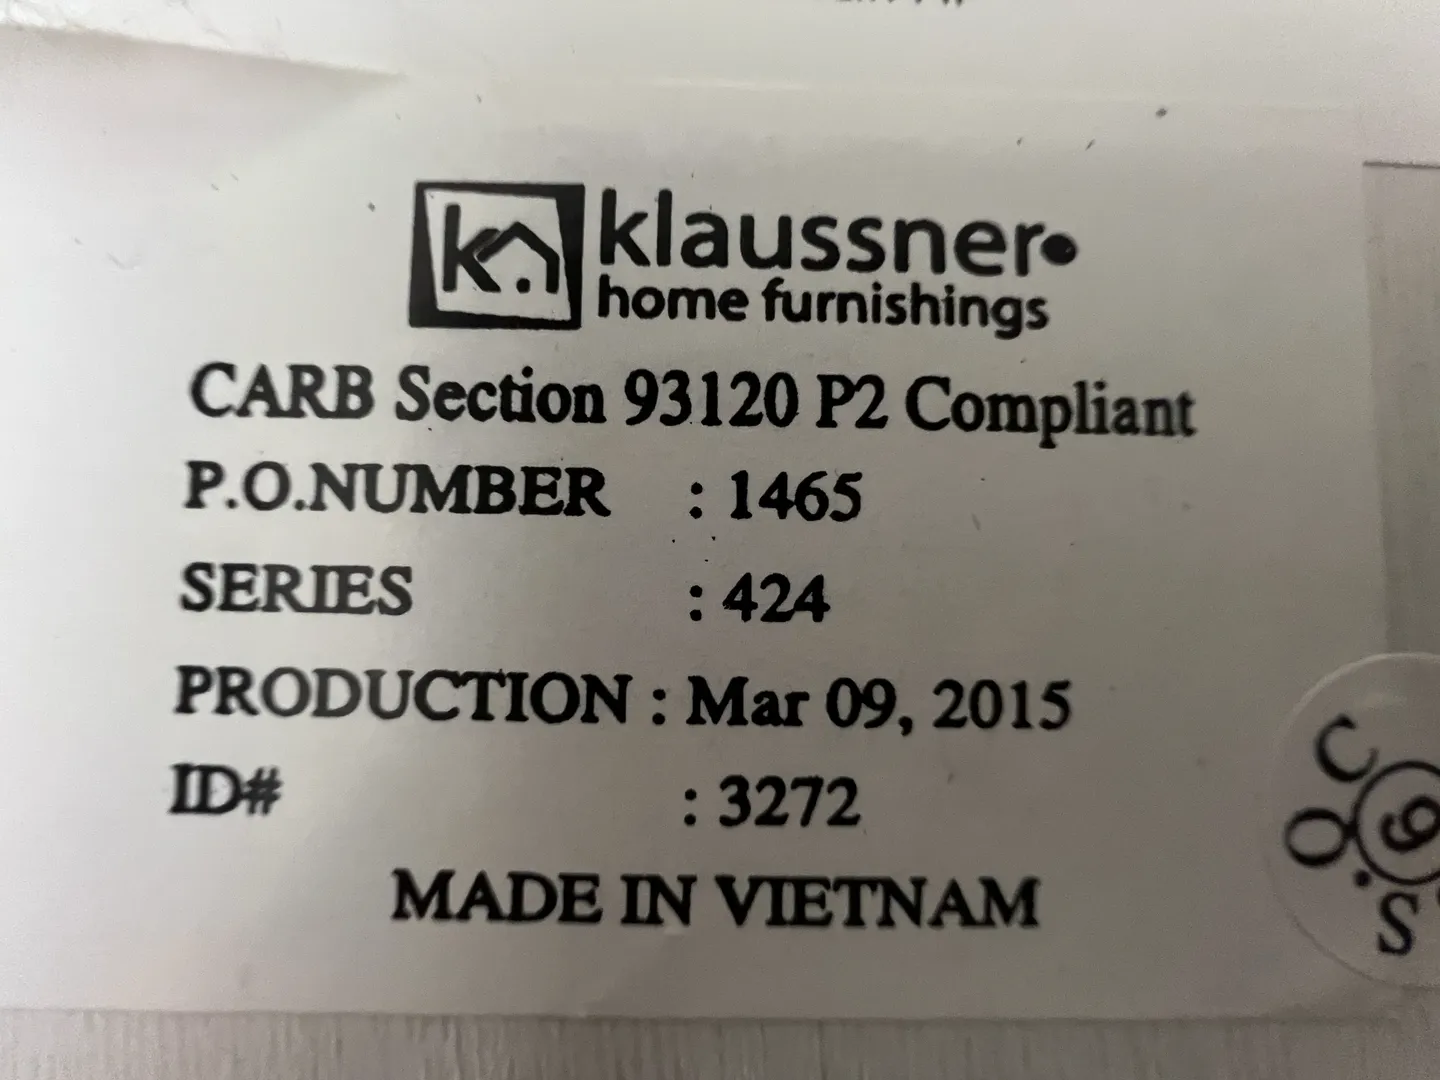 klaussner
home furnishings
CARB Section 93120 P2 Compliant
P.O.NUMBER : 1465
SERIES : 424
PRODUCTION : Mar 09, 2015
ID# : 3272
MADE IN VIETNAM
C
O.
S
9